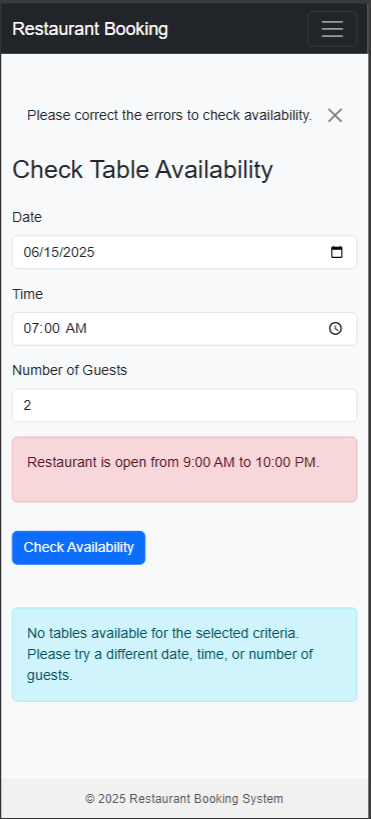 Restaurant Booking
Please correct the errors to check availability.
Check Table Availability
Date
06/15/2025
Time
07:00 AM
Number of Guests
2
Restaurant is open from 9:00 AM to 10:00 PM.
Check Availability
No tables available for the selected criteria.
Please try a different date, time, or number of
guests.
© 2025 Restaurant Booking System